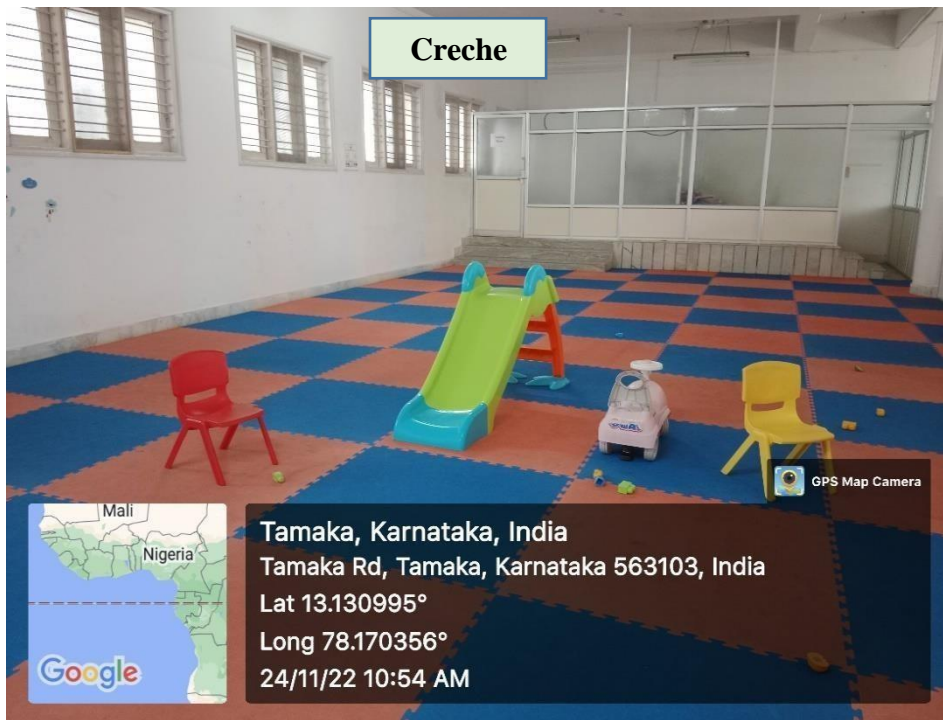 Creche
GPS Map Camera
Mali
Nigeria
Google
Tamaka, Karnataka, India
Tamaka Rd, Tamaka, Karnataka 563103, India
Lat 13.130995°
Long 78.170356°
24/11/22 10:54 AM